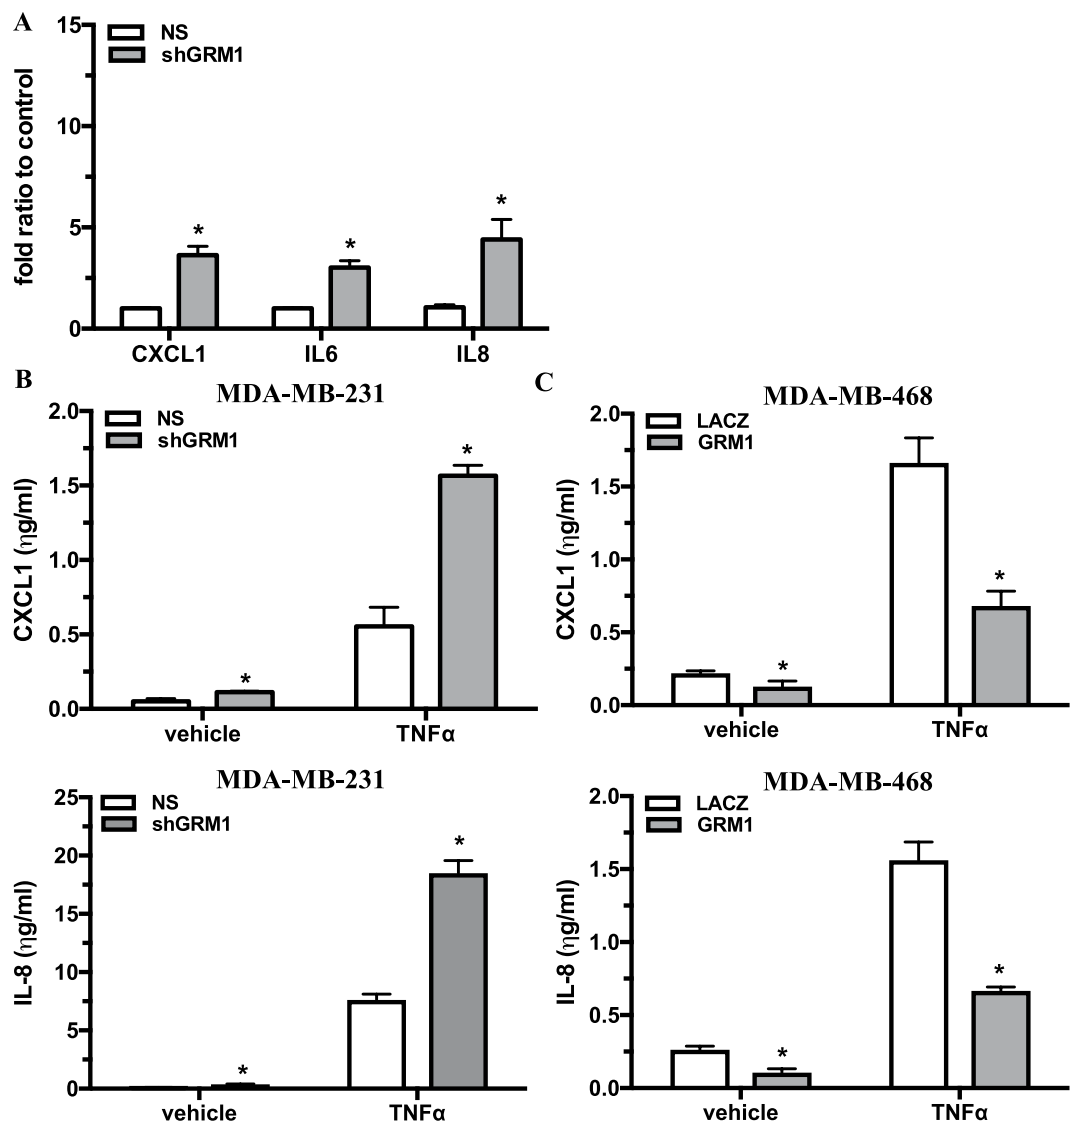 A
NS
shGRM1
fold ratio to control
15
10
5
0
* * *
CXCL1 IL6 IL8
B
MDA-MB-231
NS
shGRM1
CXCL1 (ηg/ml)
2.0
1.5
1.0
0.5
0.0
* *
vehicle TNFα
C
MDA-MB-468
LACZ
GRM1
CXCL1 (ηg/ml)
2.0
1.5
1.0
0.5
0.0
* *
vehicle TNFα
MDA-MB-231
NS
shGRM1
IL-8 (ηg/ml)
25
20
15
10
5
0
* *
vehicle TNFα
MDA-MB-468
LACZ
GRM1
IL-8 (ηg/ml)
2.0
1.5
1.0
0.5
0.0
* *
vehicle TNFα